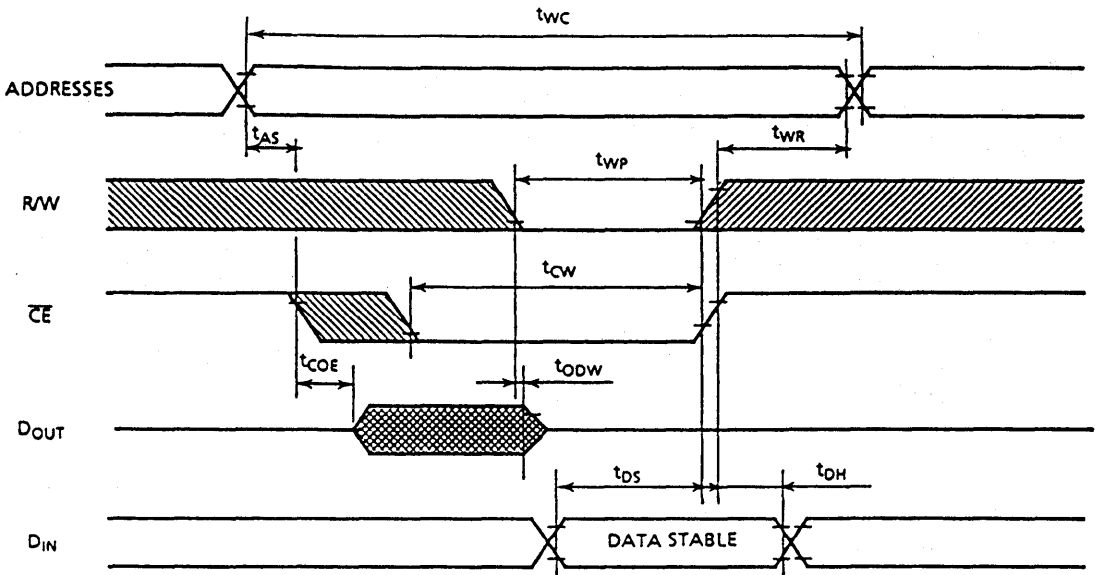 tWC
ADDRESSES
tAS
tWR
tWP
R/W
tCW
CE
tCOE
tODW
DOUT
tDS
tDH
DIN
DATA STABLE